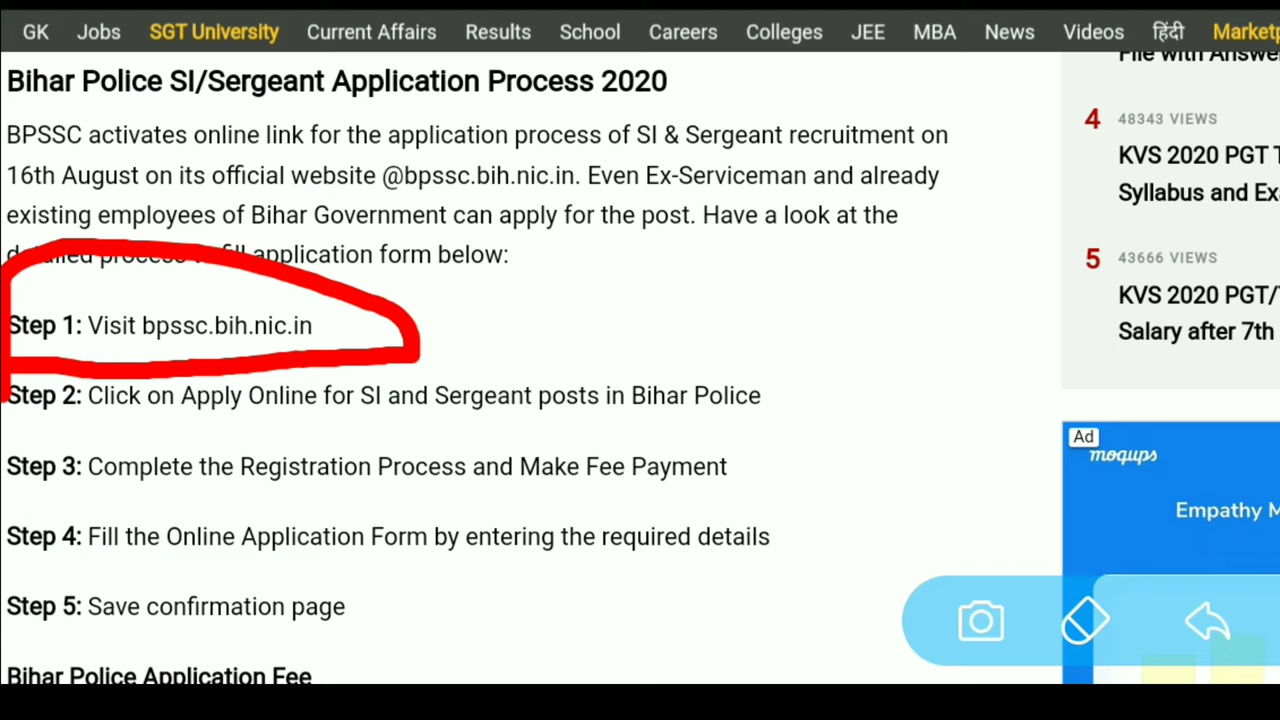 GK Jobs SGT University Current Affairs Results School Careers Colleges JEE MBA News Videos हिंदी
Bihar Police SI/Sergeant Application Process 2020
BPSSC activates online link for the application process of SI & Sergeant recruitment on
16th August on its official website @bpssc.bih.nic.in. Even Ex-Serviceman and already
existing employees of Bihar Government can apply for the post. Have a look at the
application form below:
Step 1: Visit bpssc.bih.nic.in
Step 2: Click on Apply Online for SI and Sergeant posts in Bihar Police
Step 3: Complete the Registration Process and Make Fee Payment
Step 4: Fill the Online Application Form by entering the required details
Step 5: Save confirmation page
Bihar Police Application Fee
File with
4 48343 VIEWS
KVS 2020 PGT
Syllabus and
5 43666 VIEWS
KVS 2020 PGT/
Salary after 7th
Ad
moqups
Empathy